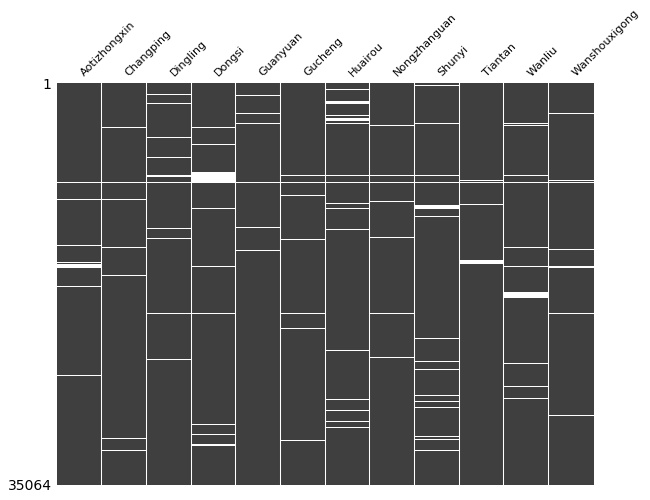 Aotizhongxin
Changping
Dingling
Dongsi
Guanyuan
Gucheng
Huairou
Nongzhanguan
Shunyi
Tiantan
Wanliu
Wanshouxigong
1
35064